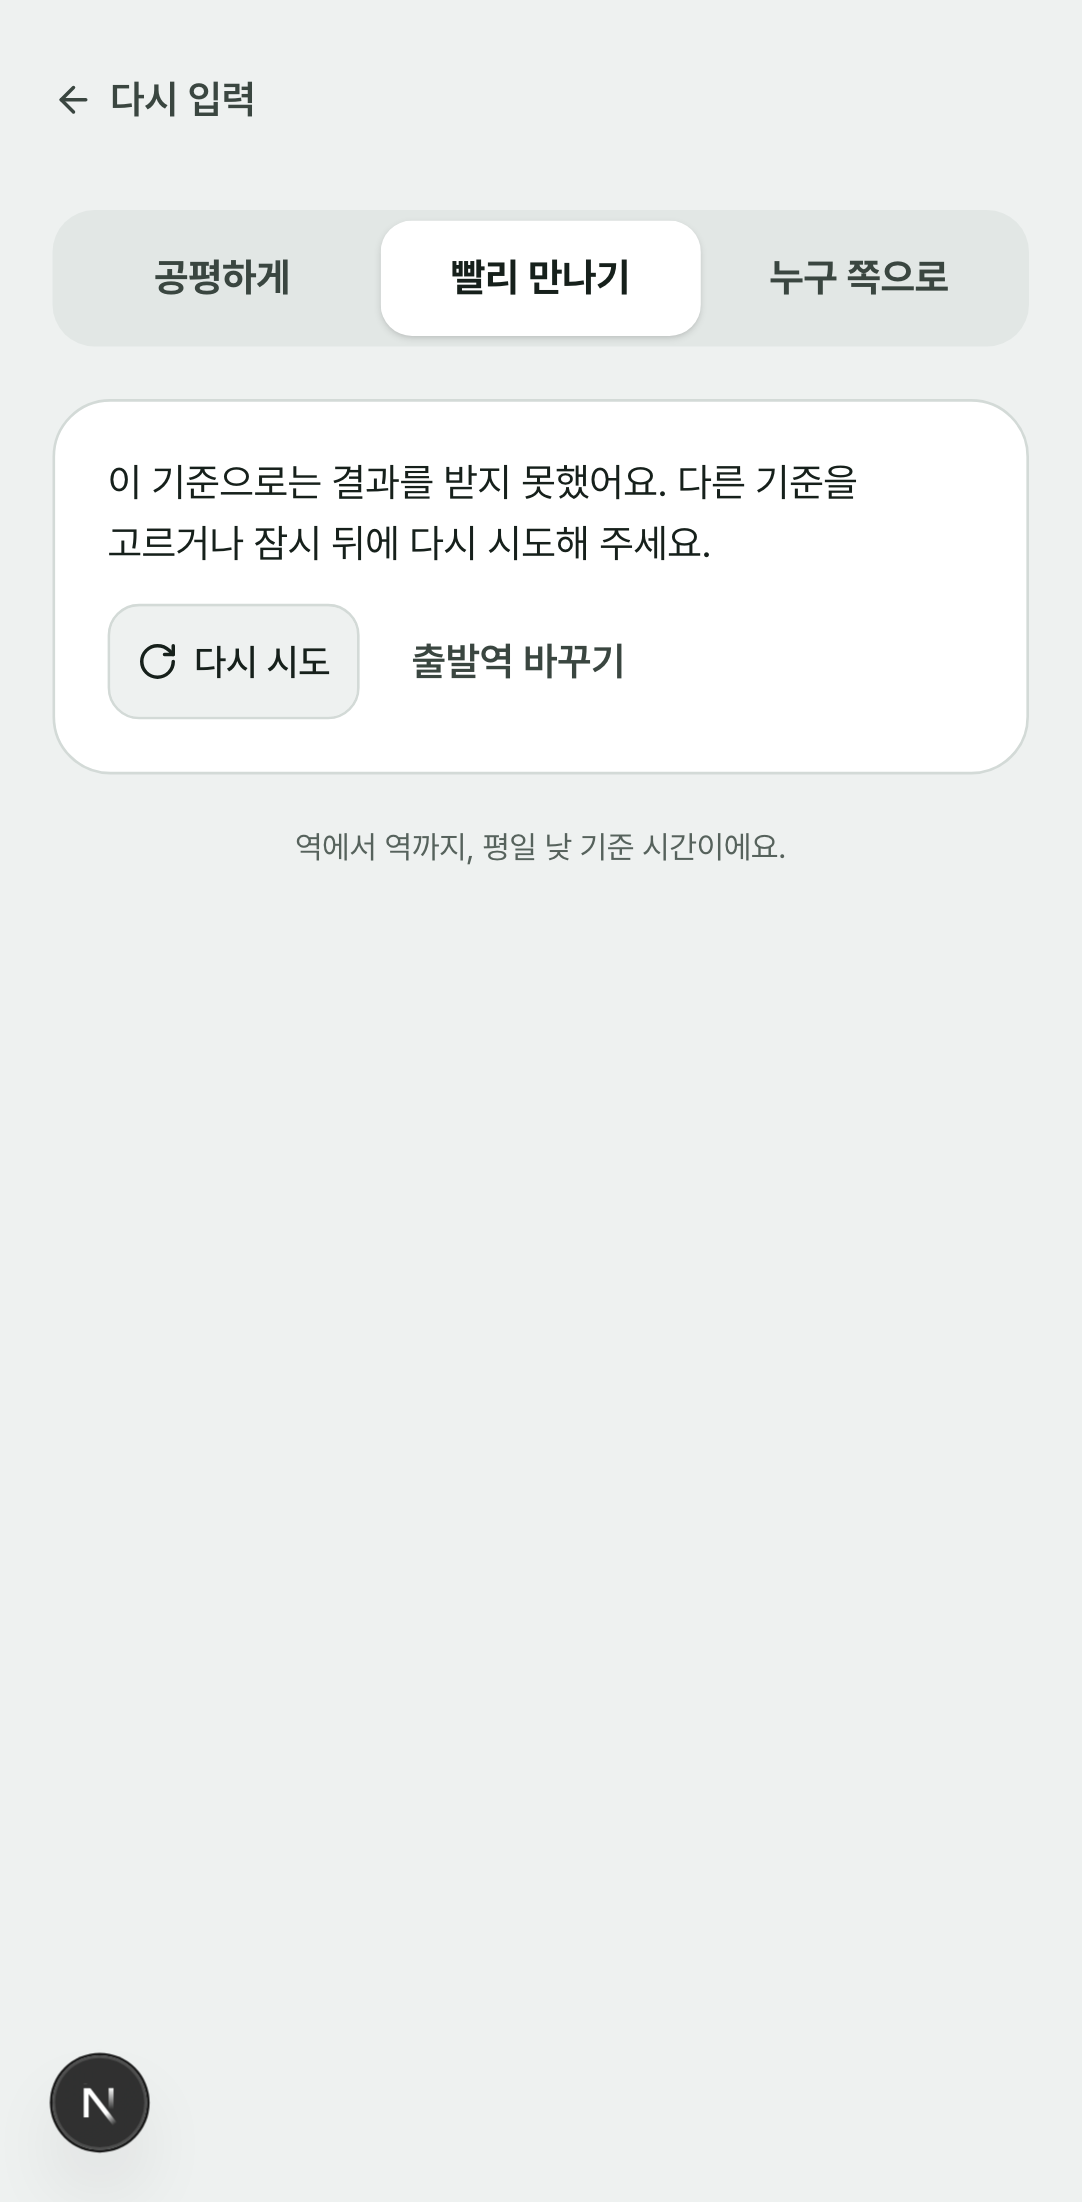 다시 입력
공평하게 빨리 만나기 누구 쪽으로
이 기준으로는 결과를 받지 못했어요. 다른 기준을
고르거나 잠시 뒤에 다시 시도해 주세요.
다시 시도 출발역 바꾸기
역에서 역까지, 평일 낮 기준 시간이에요.
N